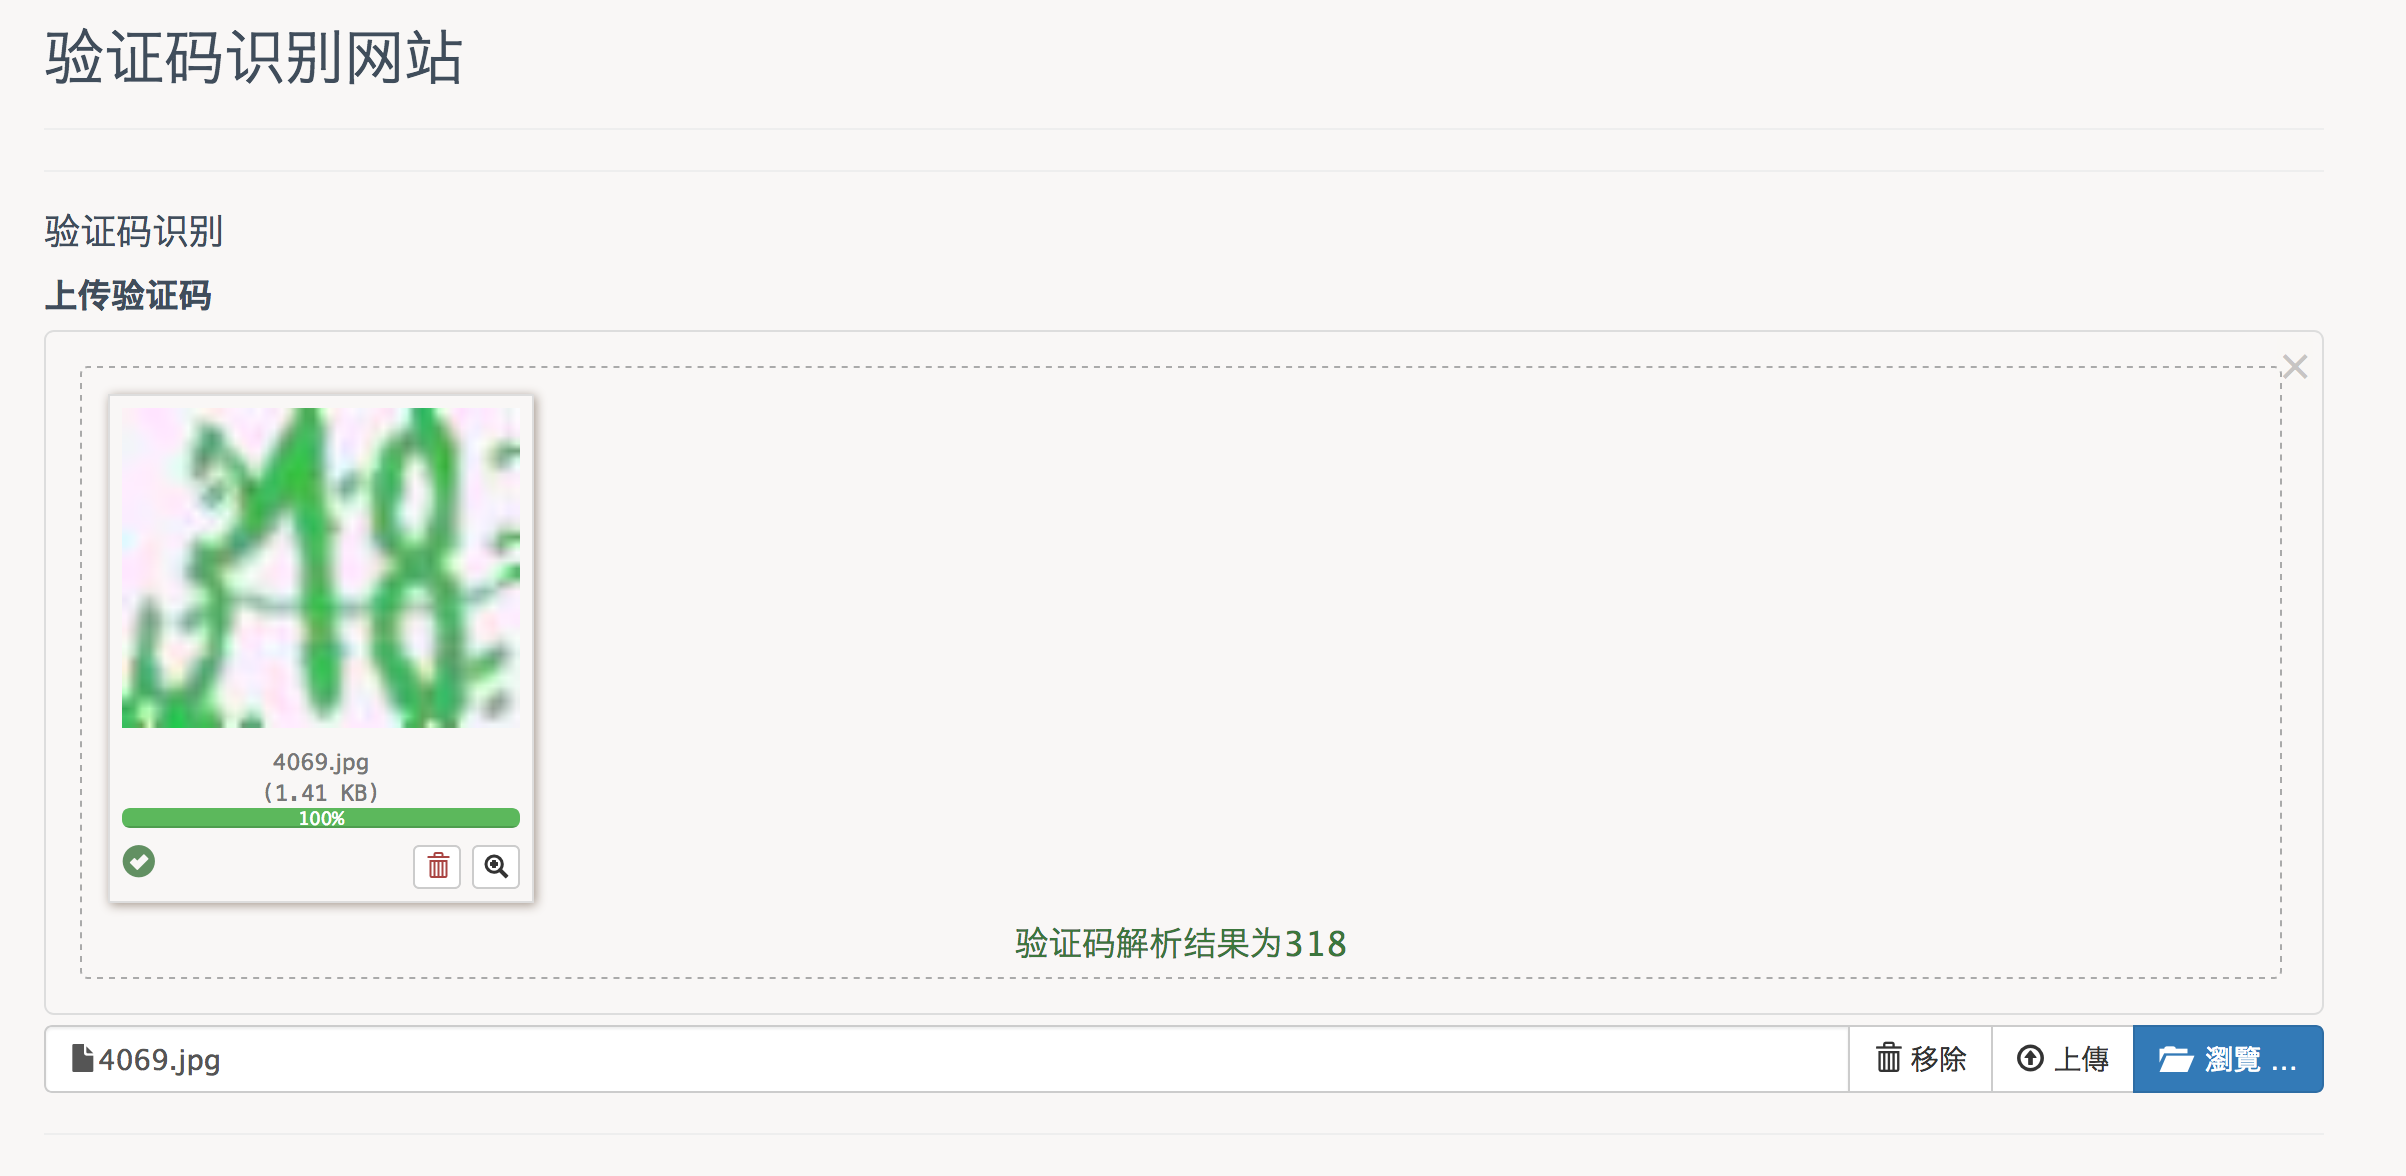 验证码识别网站
验证码识别
上传验证码
318
4069.jpg
(1.41 KB)
100%
验证码解析结果为318
4069.jpg
移除
上傳
瀏覽 ...